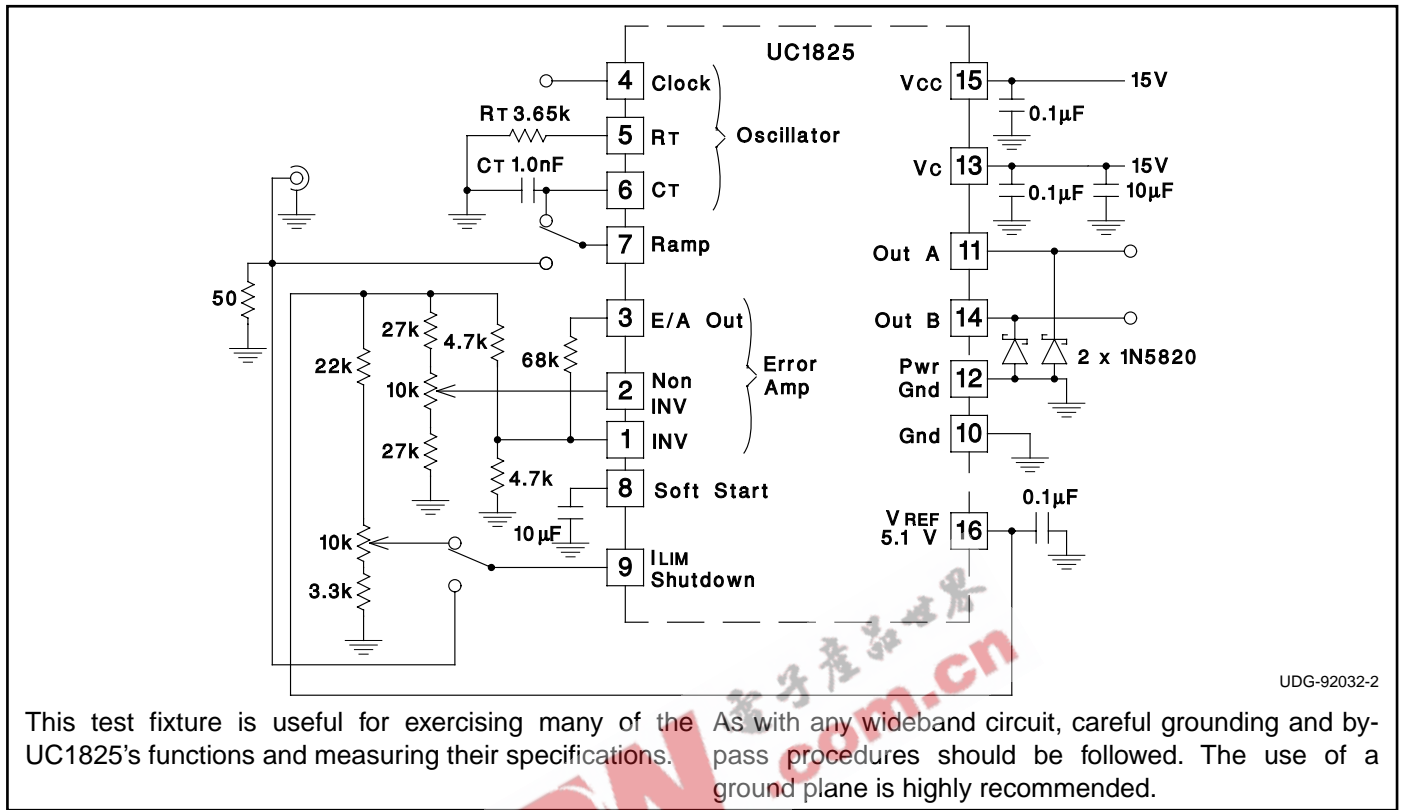 UC1825
4 Clock
RT 3.65k
5 RT
Oscillator
CT 1.0nF
6 CT
7 Ramp
50
27k
4.7k
3 E/A Out
22k
68k
Error
Amp
10k
2 Non
INV
1 INV
27k
4.7k
8 Soft Start
10µF
10k
9 ILIM
Shutdown
3.3k
Vcc 15 15V
0.1µF
Vc 13 15V
0.1µF 10µF
Out A 11
Out B 14
2 x 1N5820
Pwr
Gnd 12
Gnd 10
0.1µF
VREF
5.1 V 16
電子產品世界
.com.cn
UDG-92032-2
This test fixture is useful for exercising many of the
UC1825's functions and measuring their specifications.
As with any wideband circuit, careful grounding and by-
pass procedures should be followed. The use of a
ground plane is highly recommended.